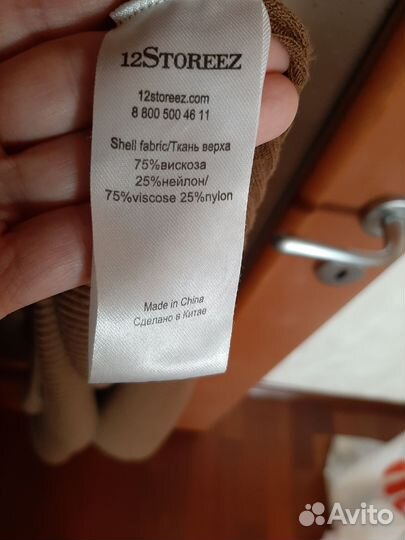 12STOREEZ
12storeez.com
8 800 500 46 11
Shell fabric/Ткань верха
75%вискоза
25%нейлон/
75%viscose 25%nylon
Made in China
Сделано в Китае
Avito